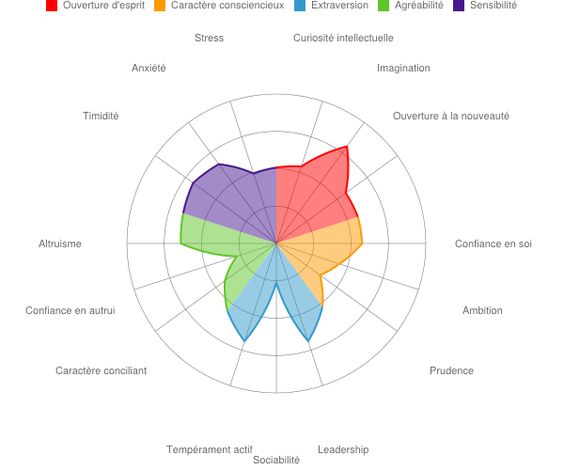 Ouverture d'esprit Caractère consciencieux Extraversion Agréabilité Sensibilité
Stress Curiosité intellectuelle
Anxiété Imagination
Timidité Ouverture à la nouveauté
Altruisme Confiance en soi
Confiance en autrui Ambition
Caractère conciliant Prudence
Tempérament actif Leadership
Sociabilité